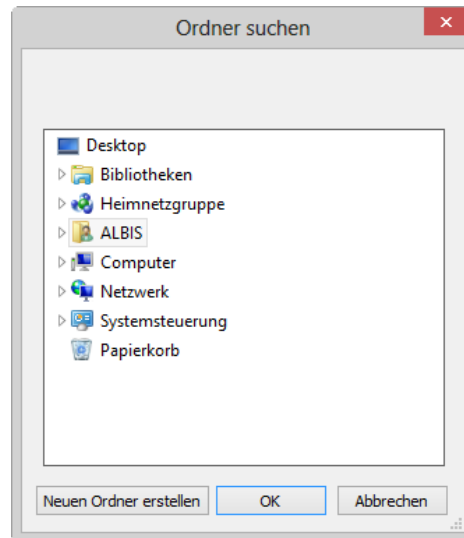 Ordner suchen
Desktop
Bibliotheken
Heimnetzgruppe
ALBIS
Computer
Netzwerk
Systemsteuerung
Papierkorb
Neuen Ordner erstellen OK Abbrechen